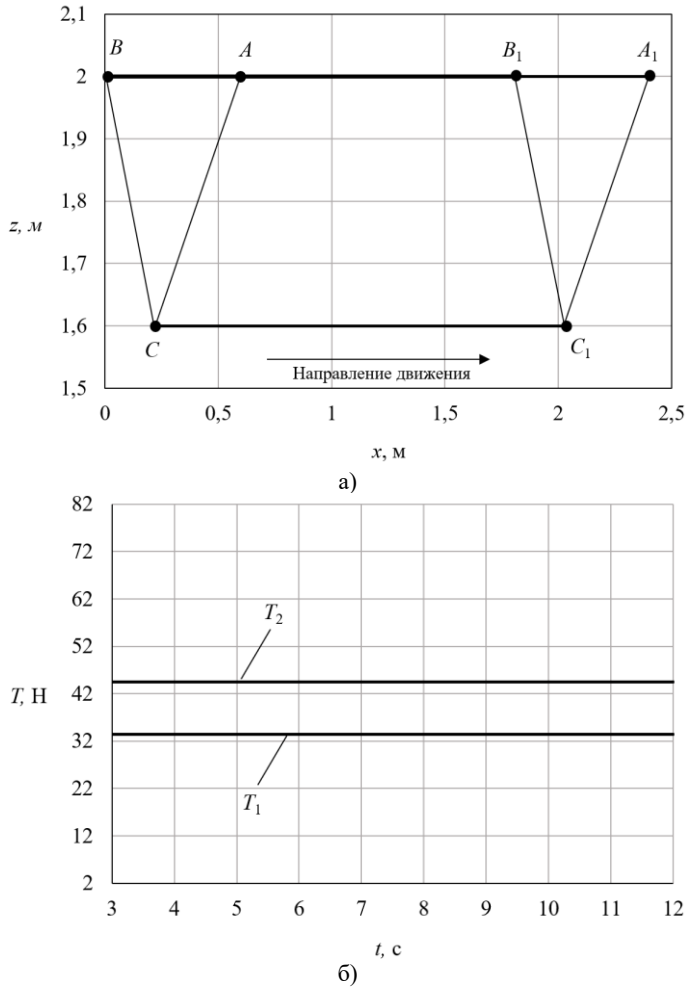 2,1
B A B₁ A₁
2
1,9
1,8
z, м
1,7
1,6
C C₁
Направление движения
1,5
0 0,5 1 1,5 2 2,5
x, м
а)
82
72
62
T₂
52
T, Н 42
32
22
T₁
12
2
3 4 5 6 7 8 9 10 11 12
t, с
б)